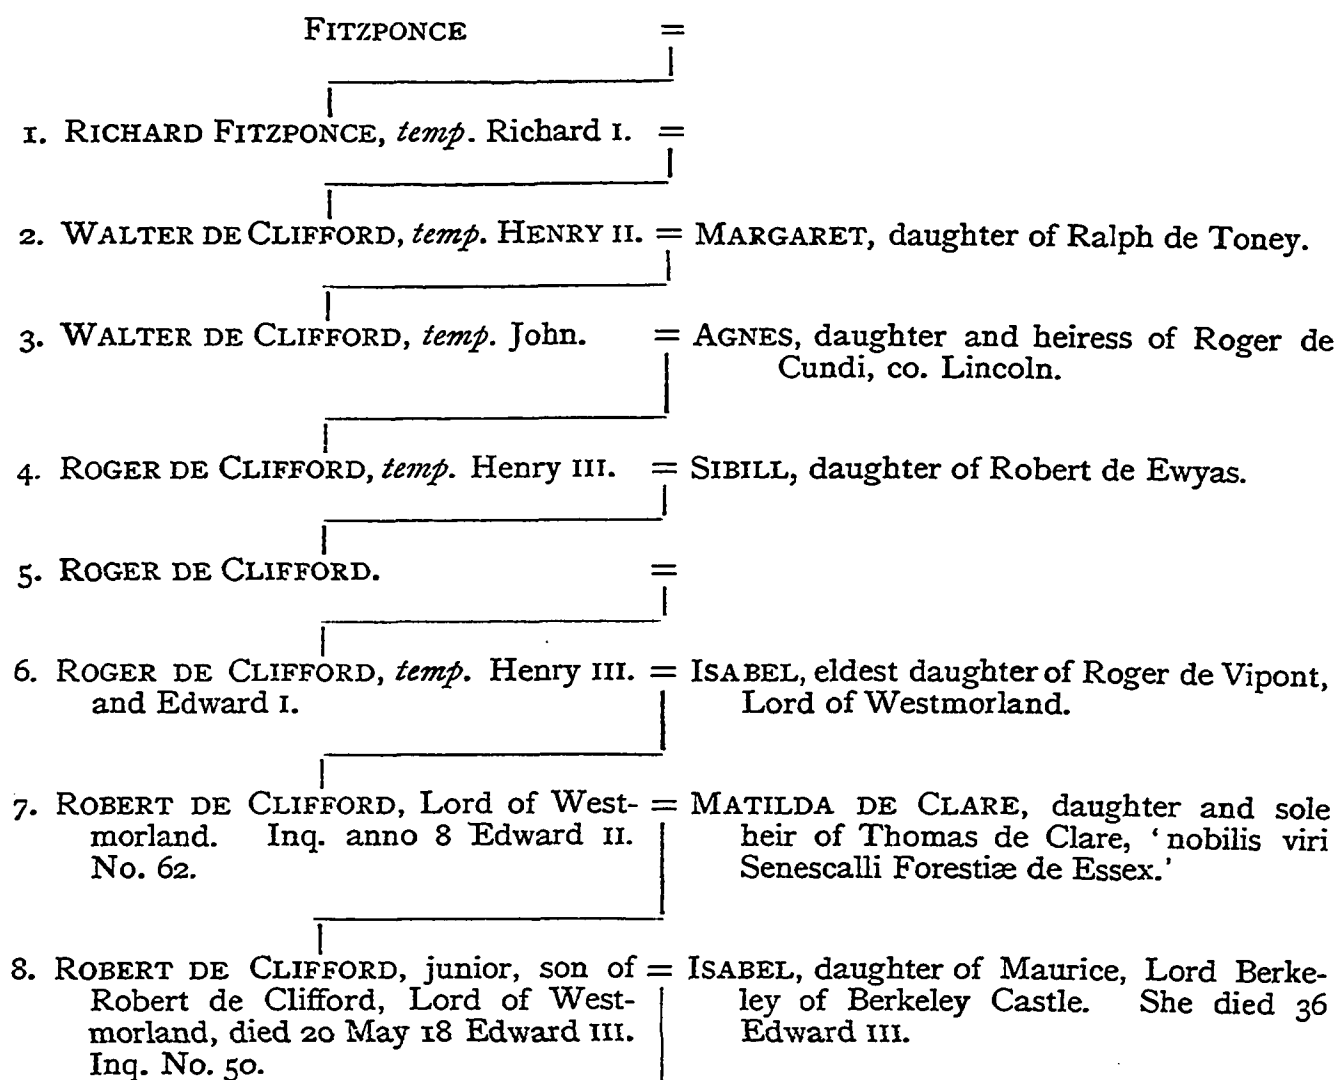 FITZPONCE =
1. RICHARD FITZPONCE, temp. Richard I. =
2. WALTER DE CLIFFORD, temp. HENRY II. = MARGARET, daughter of Ralph de Toney.
3. WALTER DE CLIFFORD, temp. John. = AGNES, daughter and heiress of Roger de
Cundi, co. Lincoln.
4. ROGER DE CLIFFORD, temp. Henry III. = SIBILL, daughter of Robert de Ewyas.
5. ROGER DE CLIFFORD. =
6. ROGER DE CLIFFORD, temp. Henry III. = ISABEL, eldest daughter of Roger de Vipont,
and Edward I. Lord of Westmorland.
7. ROBERT DE CLIFFORD, Lord of West- = MATILDA DE CLARE, daughter and sole
morland. Inq. anno 8 Edward II. heir of Thomas de Clare, ‘nobilis viri
No. 62. Senescalli Forestiæ de Essex.’
8. ROBERT DE CLIFFORD, junior, son of = ISABEL, daughter of Maurice, Lord Berke-
Robert de Clifford, Lord of West- ley of Berkeley Castle. She died 36
morland, died 20 May 18 Edward III. Edward III.
Inq. No. 50.